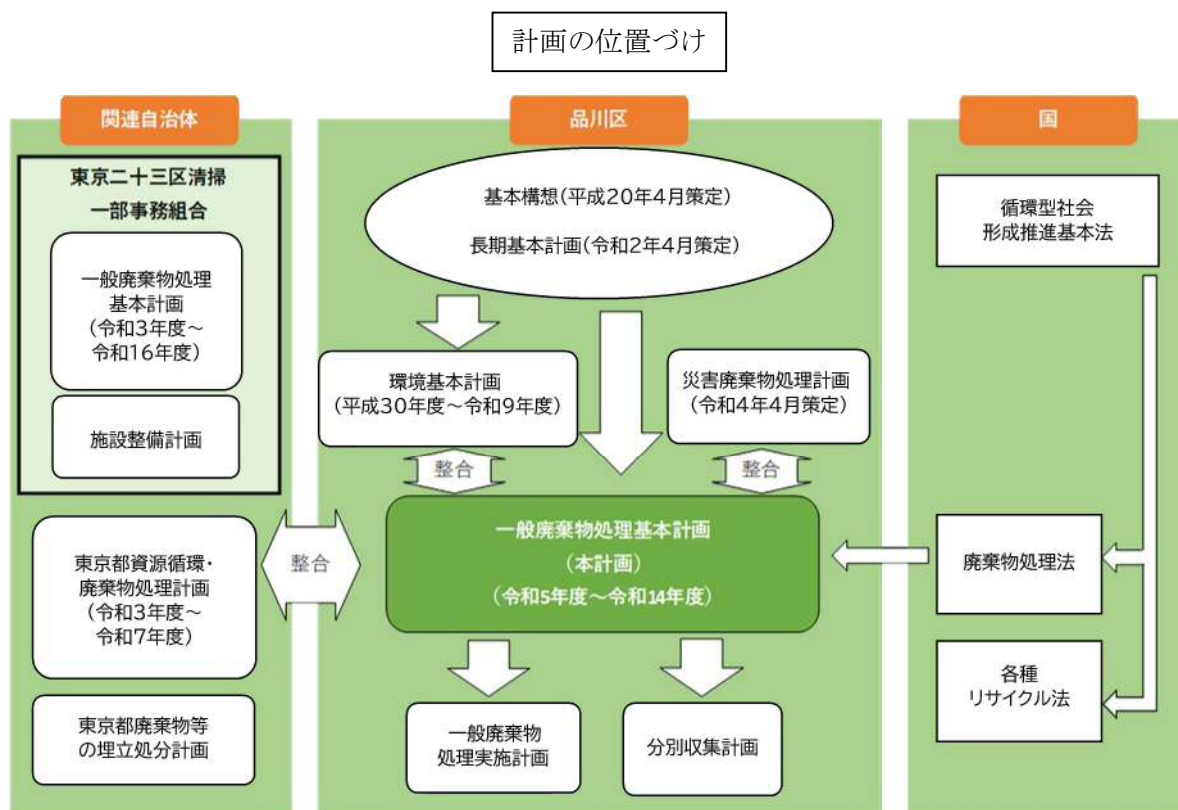 計画の位置づけ
関連自治体
東京二十三区清掃
一部事務組合
一般廃棄物処理
基本計画
(令和3年度~
令和16年度)
施設整備計画
東京都資源循環・
廃棄物処理計画
(令和3年度~
令和7年度)
東京都廃棄物等
の埋立処分計画
整合
品川区
基本構想(平成20年4月策定)
長期基本計画(令和2年4月策定)
環境基本計画
(平成30年度~令和9年度)
災害廃棄物処理計画
(令和4年4月策定)
整合
整合
一般廃棄物処理基本計画
(本計画)
(令和5年度~令和14年度)
一般廃棄物
処理実施計画
分別収集計画
国
循環型社会
形成推進基本法
廃棄物処理法
各種
リサイクル法